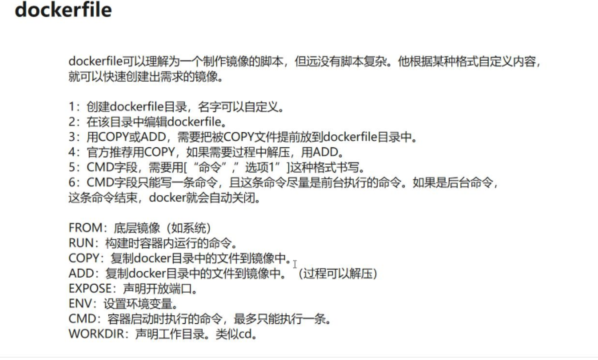 dockerfile
dockerfile可以理解为一个制作镜像的脚本，但远没有脚本复杂。他根据某种格式自定义内容，
就可以快速创建出需求的镜像。
1：创建dockerfile目录，名字可以自定义。
2：在该目录中编辑dockerfile。
3：用COPY或ADD，需要把被COPY文件提前放到dockerfile目录中。
4：官方推荐用COPY，如果需要过程中解压，用ADD。
5：CMD字段，需要用[“命令”,”选项1”]这种格式书写。
6：CMD字段只能写一条命令，且这条命令尽量是前台执行的命令。如果是后台命令，
这条命令结束，docker就会自动关闭。
FROM：底层镜像（如系统）
RUN：构建时容器内运行的命令。
COPY：复制docker目录中的文件到镜像中。
ADD：复制docker目录中的文件到镜像中。（过程可以解压）
EXPOSE：声明开放端口。
ENV：设置环境变量。
CMD：容器启动时执行的命令，最多只能执行一条。
WORKDIR：声明工作目录。类似cd。